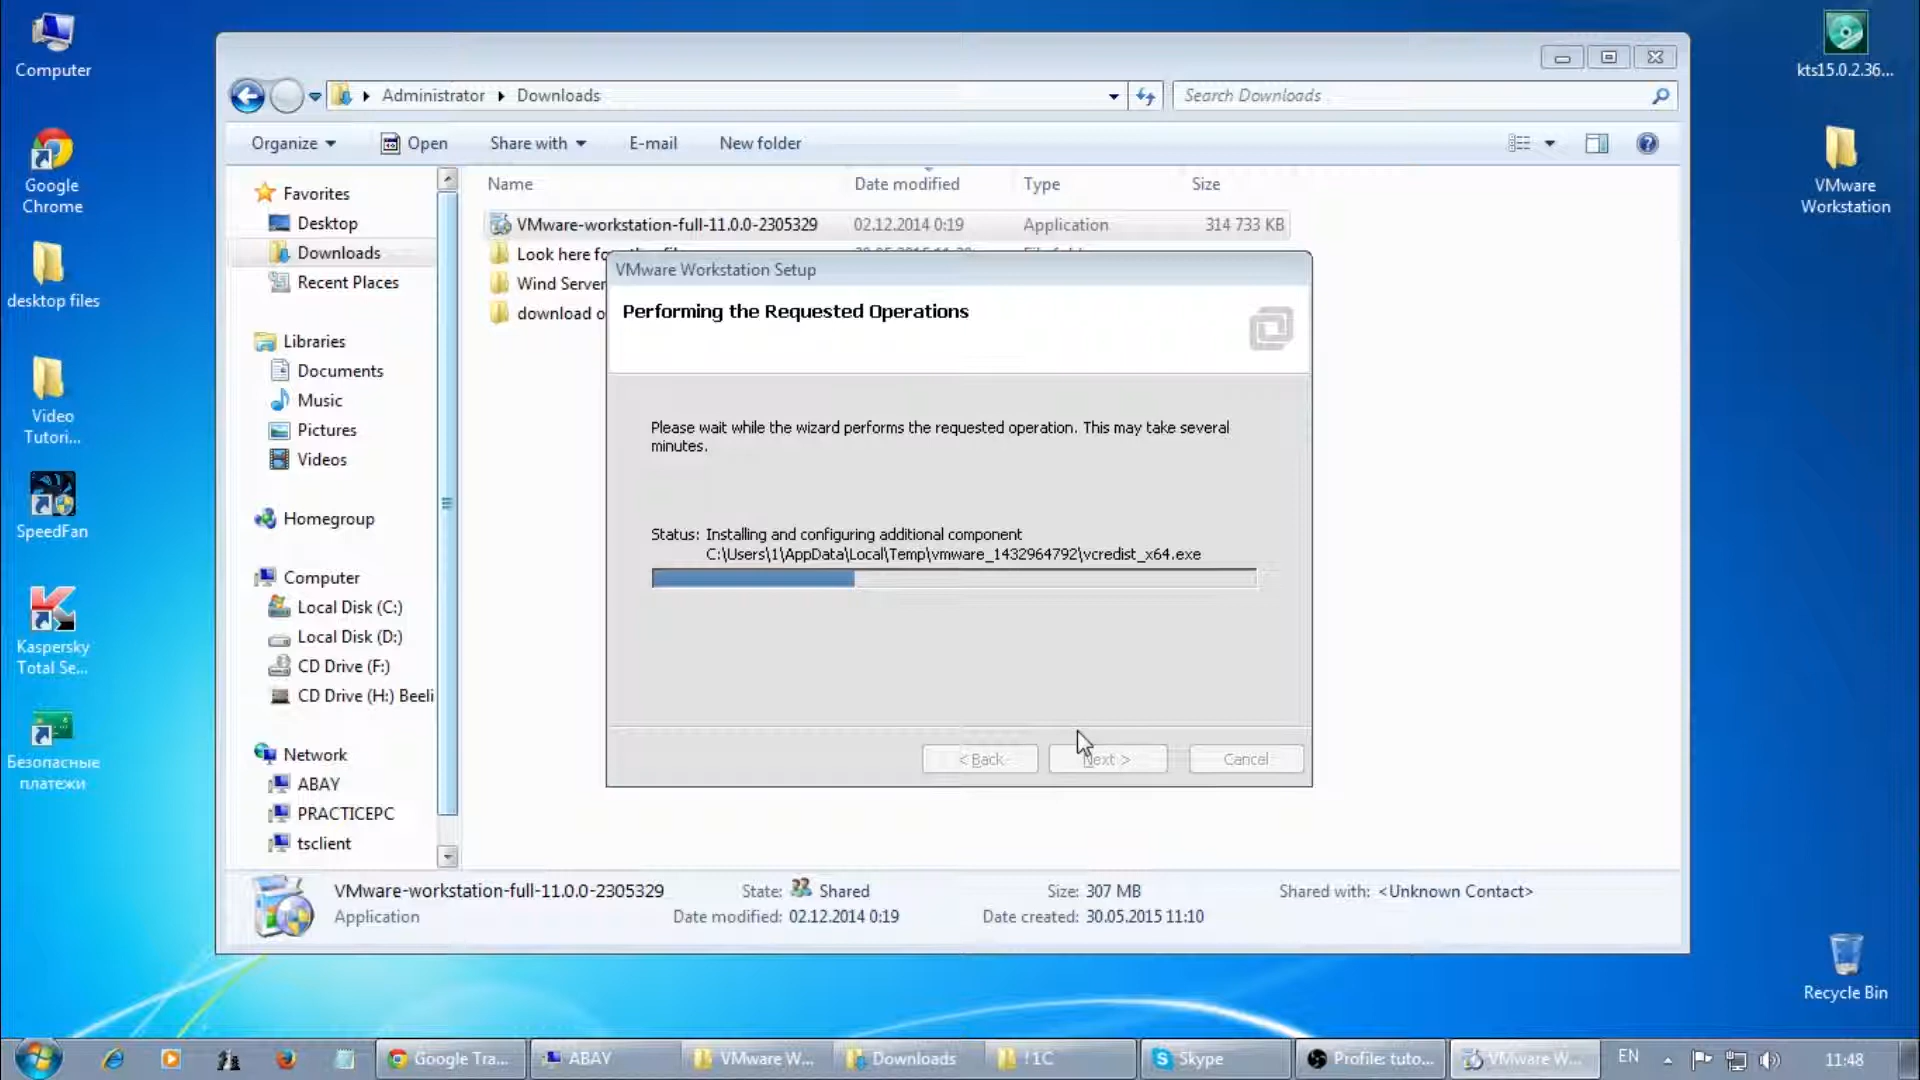 Computer
Google
Chrome
desktop files
Video
Tutori...
SpeedFan
Kaspersky
Total Se...
Безопасные
платежи
kts15.0.2.36...
VMware
Workstation
Recycle Bin
Administrator
Downloads
Search Downloads
Organize
Open
Share with
E-mail
New folder
Favorites
Desktop
Downloads
Recent Places
Libraries
Documents
Music
Pictures
Videos
Homegroup
Computer
Local Disk (C:)
Local Disk (D:)
CD Drive (F:)
CD Drive (H:) Beeli
Network
ABAY
PRACTICEPC
tsclient
Name Date modified Type Size
VMware-workstation-full-11.0.0-2305329 02.12.2014 0:19 Application 314 733 KB
Look here fo
Wind Server
download o
VMware Workstation Setup
Performing the Requested Operations
Please wait while the wizard performs the requested operation. This may take several
minutes.
Status: Installing and configuring additional component
C:\Users\1\AppData\Local\Temp\vmware_1432964792\vcredist_x64.exe
< Back
Next >
Cancel
VMware-workstation-full-11.0.0-2305329 State: Shared Size: 307 MB Shared with: <Unknown Contact>
Application Date modified: 02.12.2014 0:19 Date created: 30.05.2015 11:10
Google Tra...
ABAY
VMware W...
Downloads
!1C
Skype
Profile: tuto...
VMware W...
EN
11:48